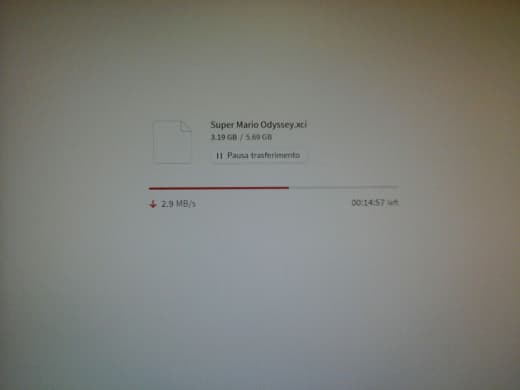 Super Mario Odyssey.xci
3.19 GB / 5.69 GB
Pausa trasferimento
2.9 MB/s
00:14:57 left